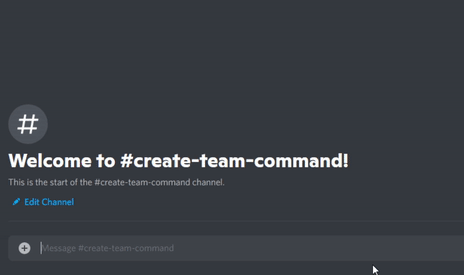 #
Welcome to #create-team-command!
This is the start of the #create-team-command channel.
Edit Channel
Message #create-team-command